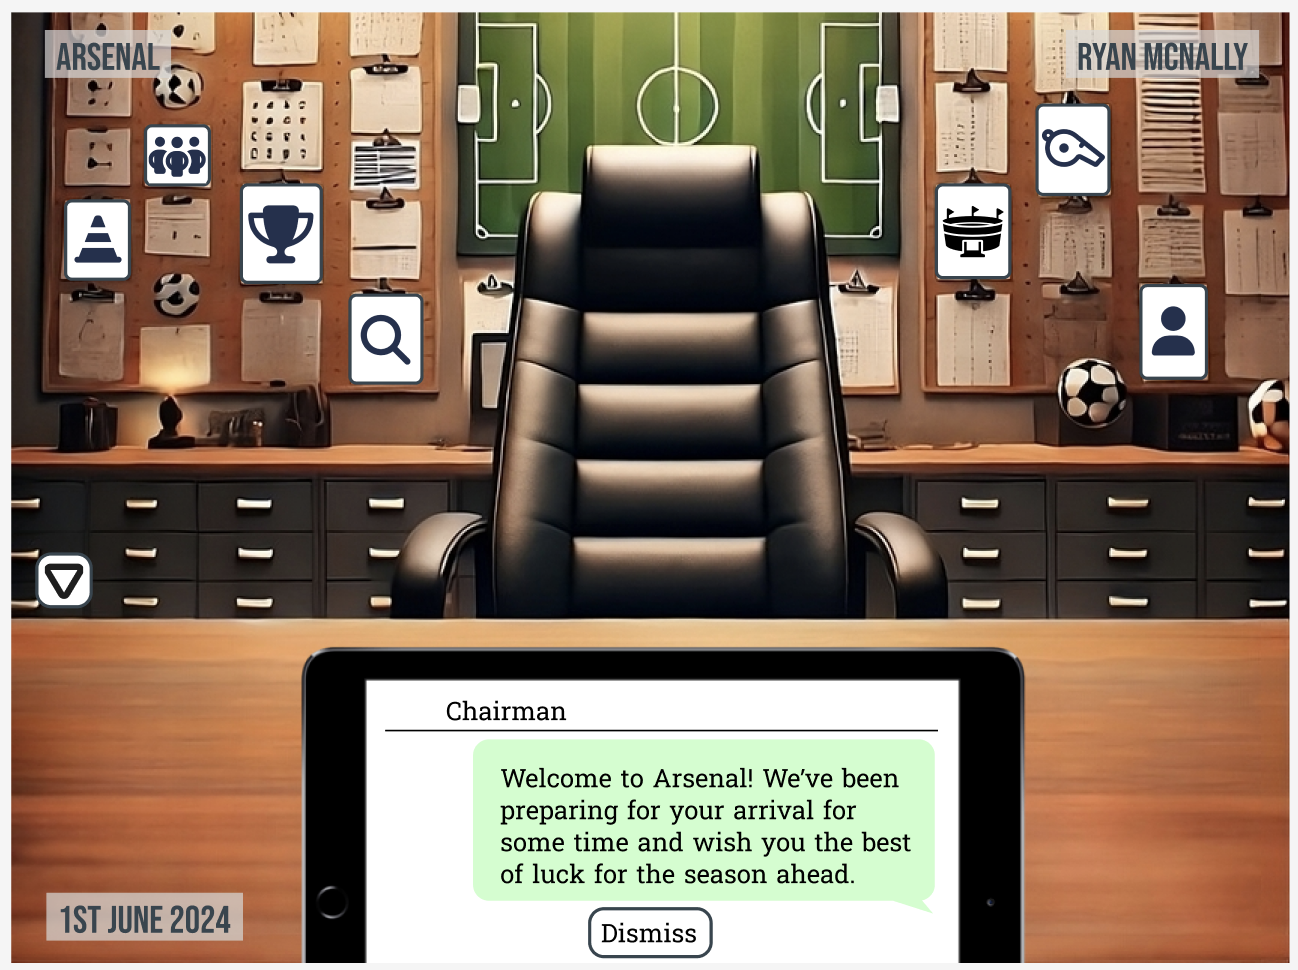 ARSENAL
RYAN MCNALLY
Chairman
Welcome to Arsenal! We've been
preparing for your arrival for
some time and wish you the best
of luck for the season ahead.
Dismiss
1ST JUNE 2024